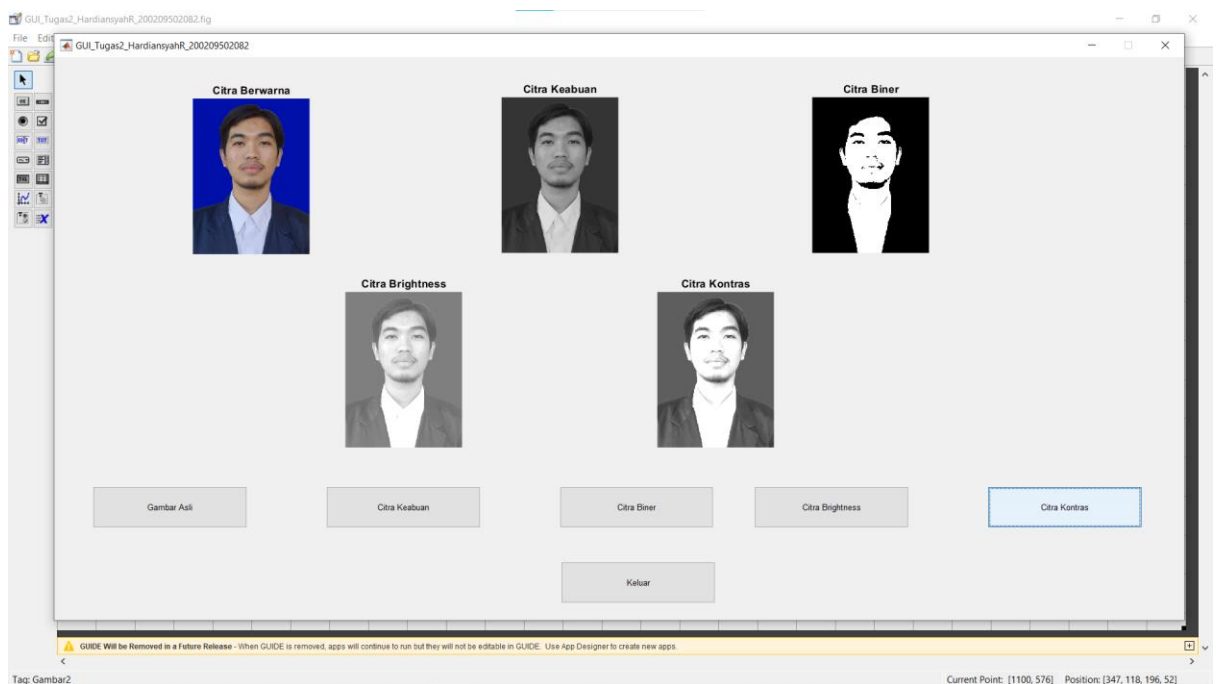 GUI_Tugas2_HardiansyahR_200209502082.fig
File Edit
GUI_Tugas2_HardiansyahR_200209502082
Citra Berwarna
Citra Keabuan
Citra Biner
Citra Brightness
Citra Kontras
Gambar Asli
Citra Keabuan
Citra Biner
Citra Brightness
Citra Kontras
Keluar
GUIDE Will be Removed in a Future Release - When GUIDE is removed, apps will continue to run but they will not be editable in GUIDE. Use App Designer to create new apps.
Tag: Gambar2
Current Point: [1100, 576] Position: [347, 118, 196, 52]